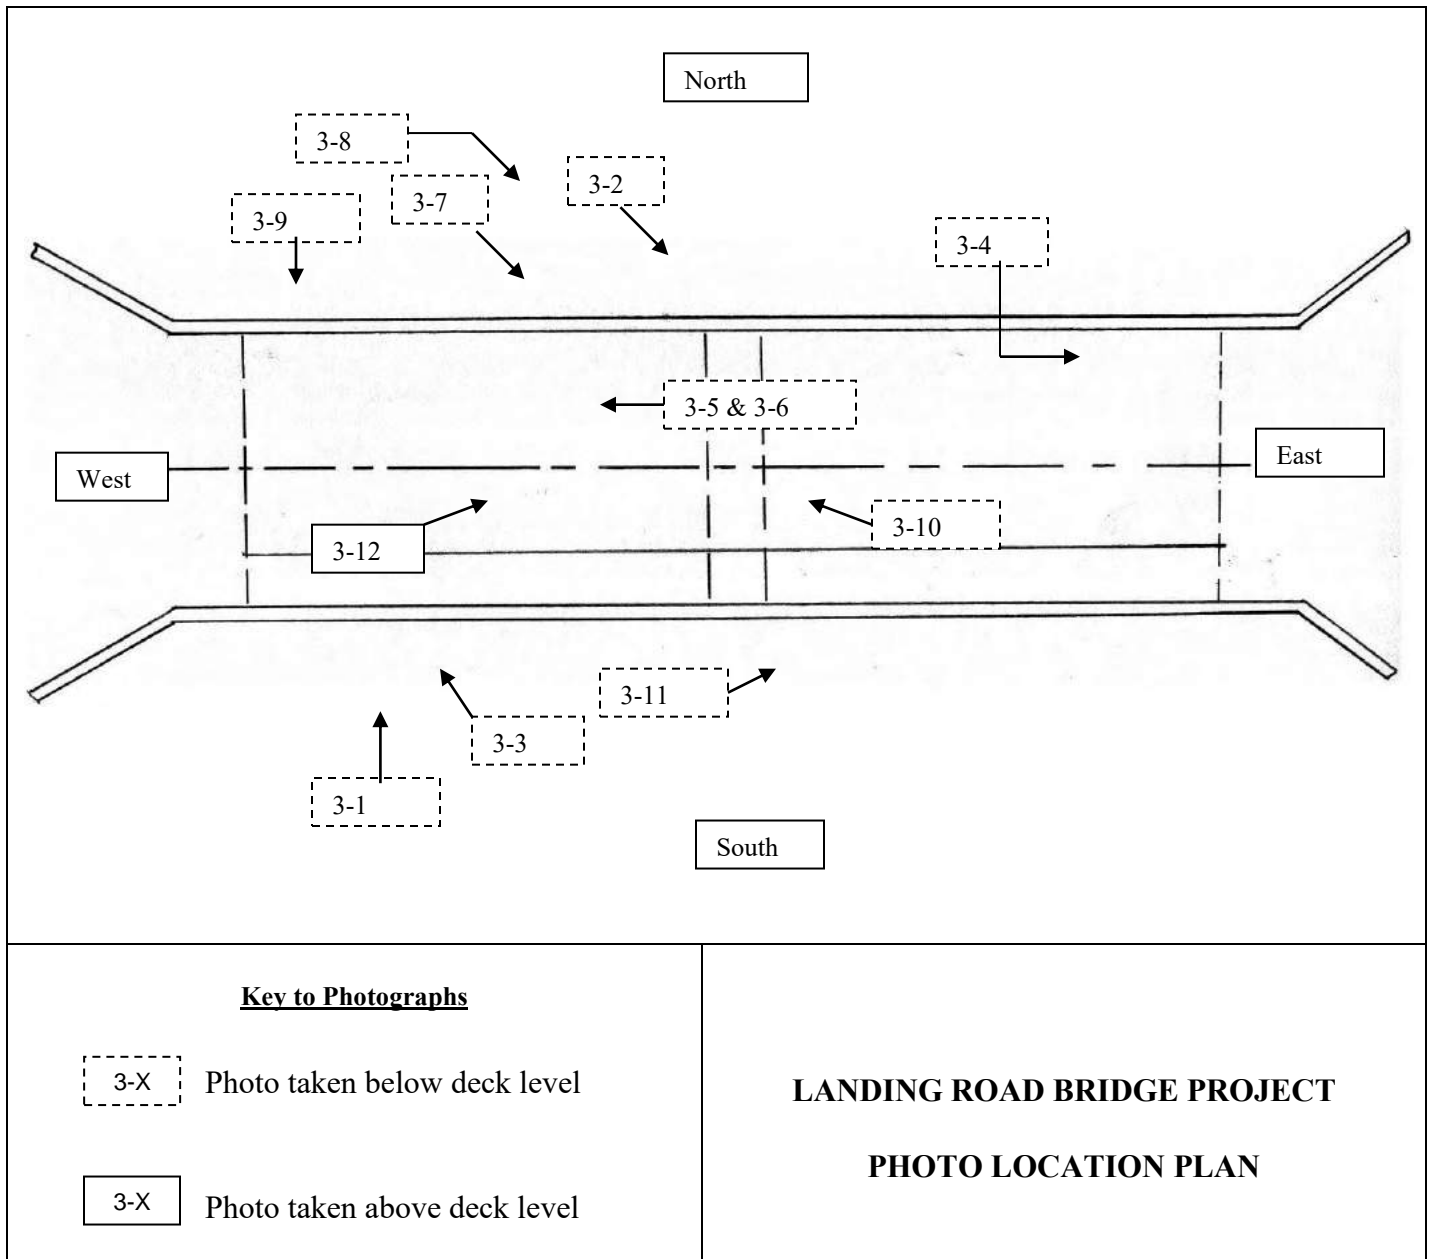 North
3-8
3-2
3-7
3-9
3-4
3-5 & 3-6
East
West
3-10
3-12
3-11
3-3
3-1
South
Key to Photographs
3-X Photo taken below deck level
3-X Photo taken above deck level
LANDING ROAD BRIDGE PROJECT
PHOTO LOCATION PLAN